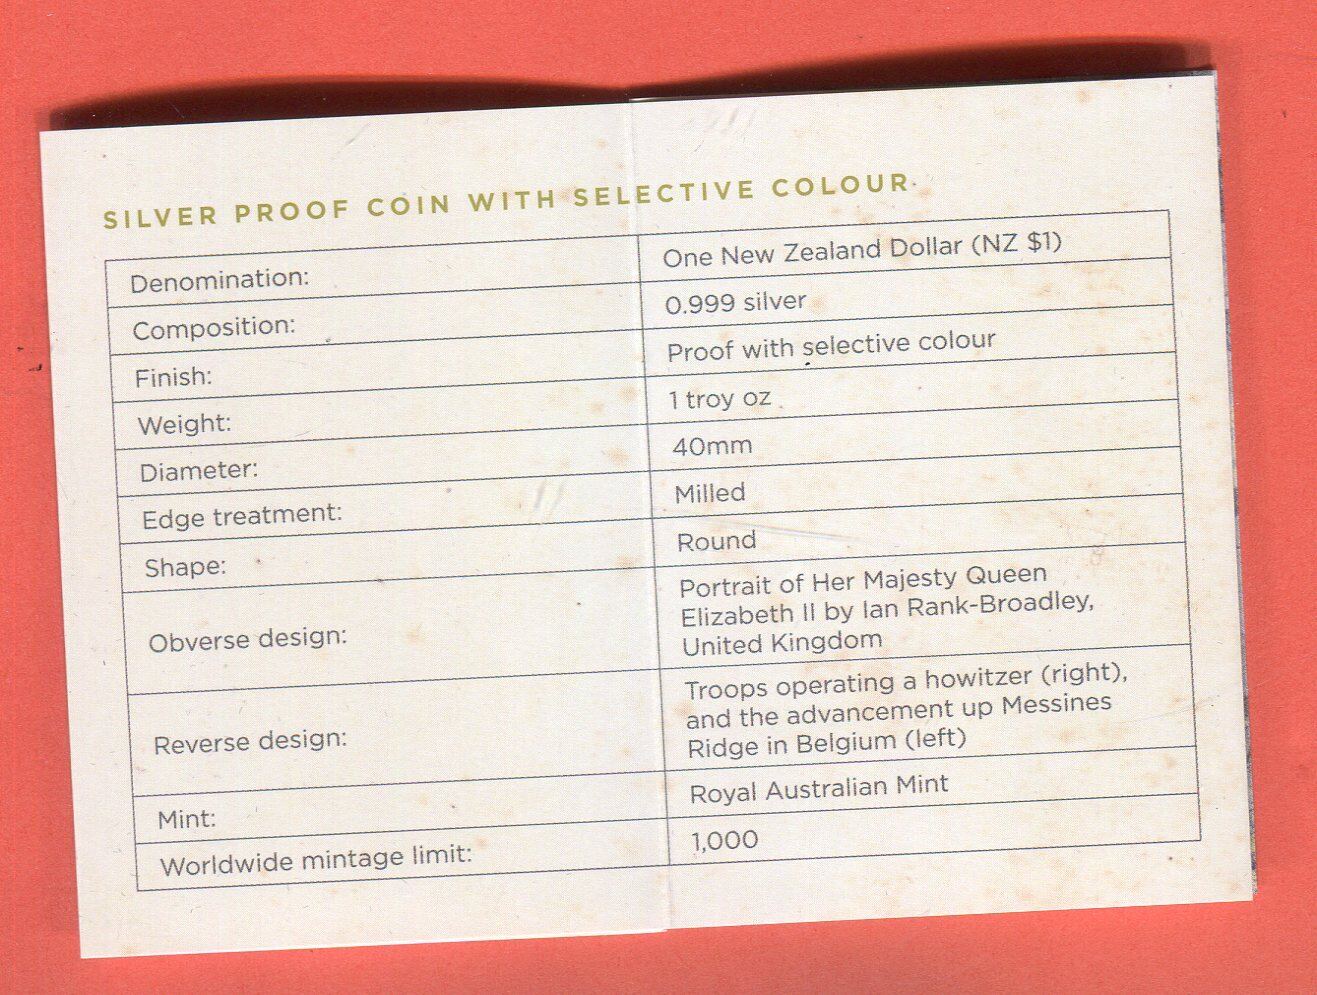 SILVER PROOF COIN WITH SELECTIVE COLOUR
Denomination: One New Zealand Dollar (NZ $1)
Composition: 0.999 silver
Finish: Proof with selective colour
Weight: 1 troy oz
Diameter: 40mm
Edge treatment: Milled
Shape: Round
Obverse design: Portrait of Her Majesty Queen
Elizabeth II by Ian Rank-Broadley,
United Kingdom
Reverse design: Troops operating a howitzer (right),
and the advancement up Messines
Ridge in Belgium (left)
Mint: Royal Australian Mint
Worldwide mintage limit: 1,000